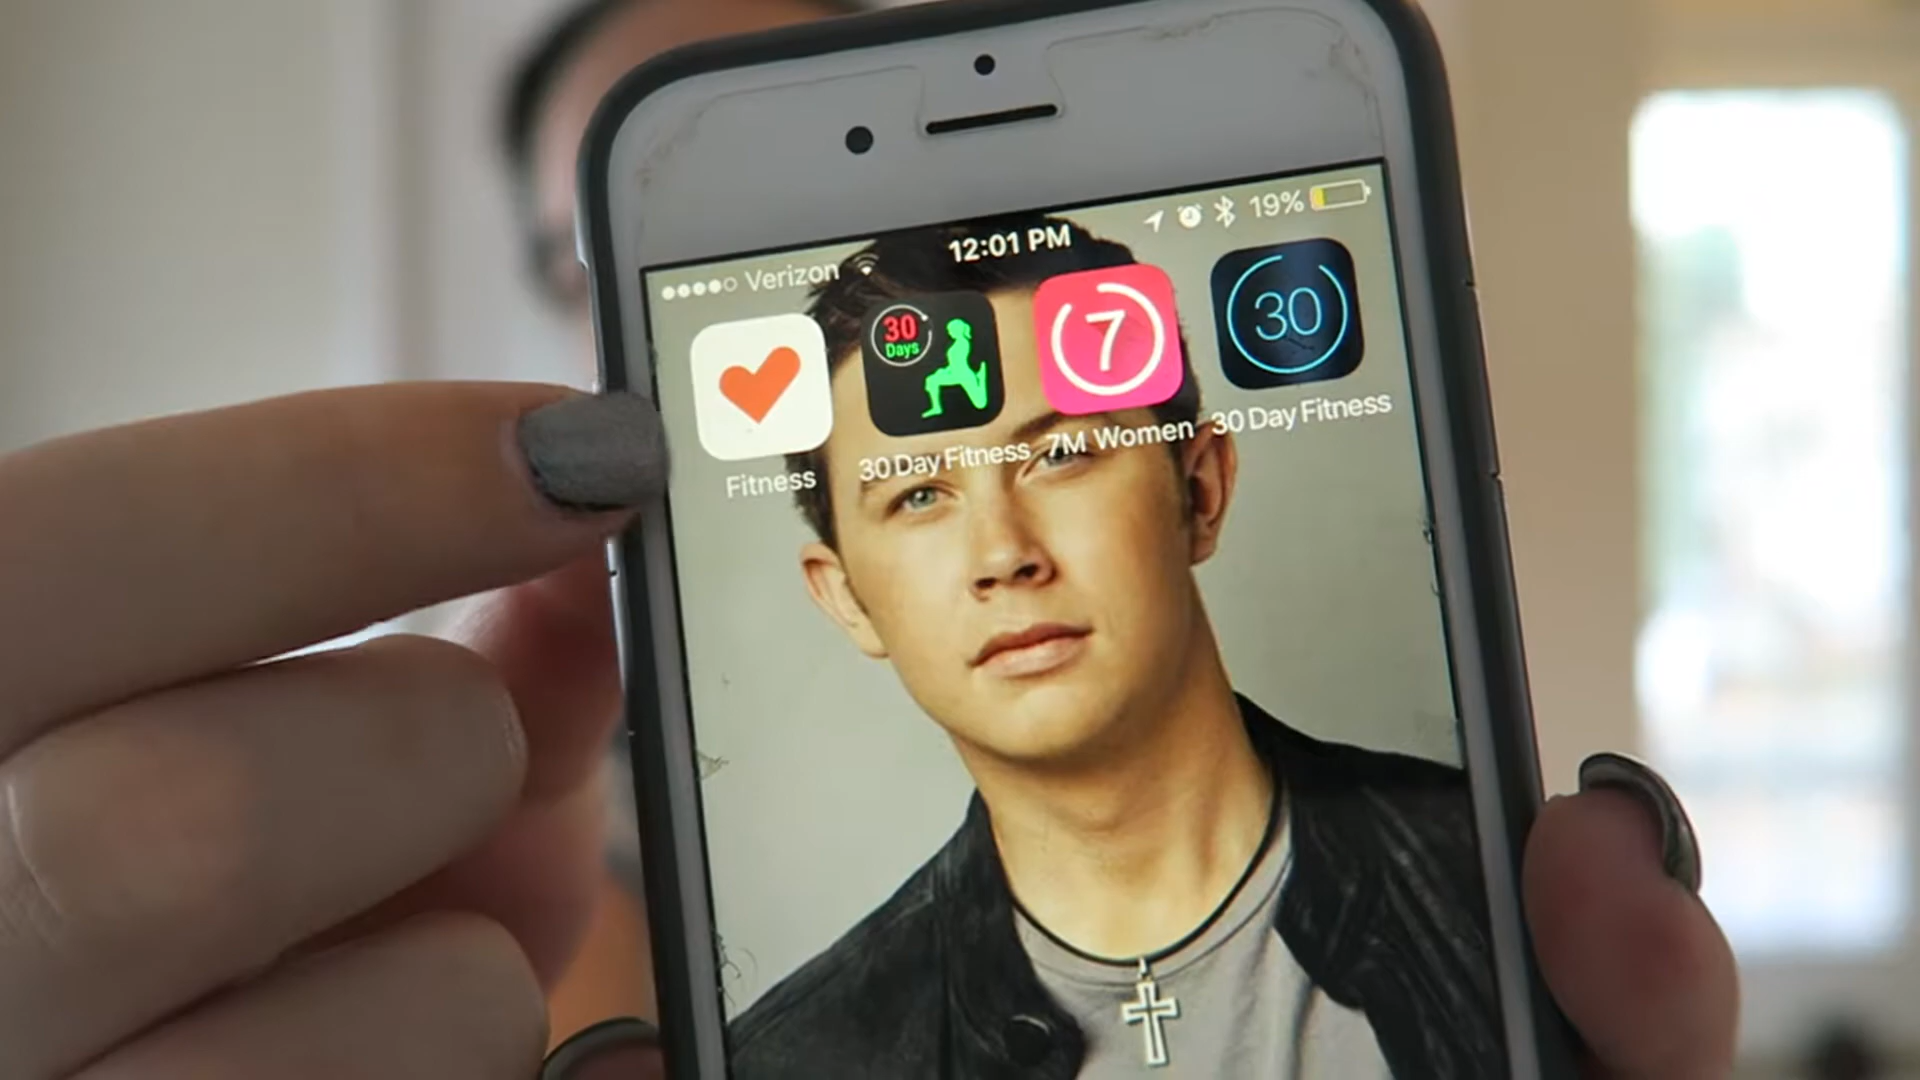 Verizon 12:01 PM 19%
30
Days
7
30
Fitness
30 Day Fitness
7M Women
30 Day Fitness